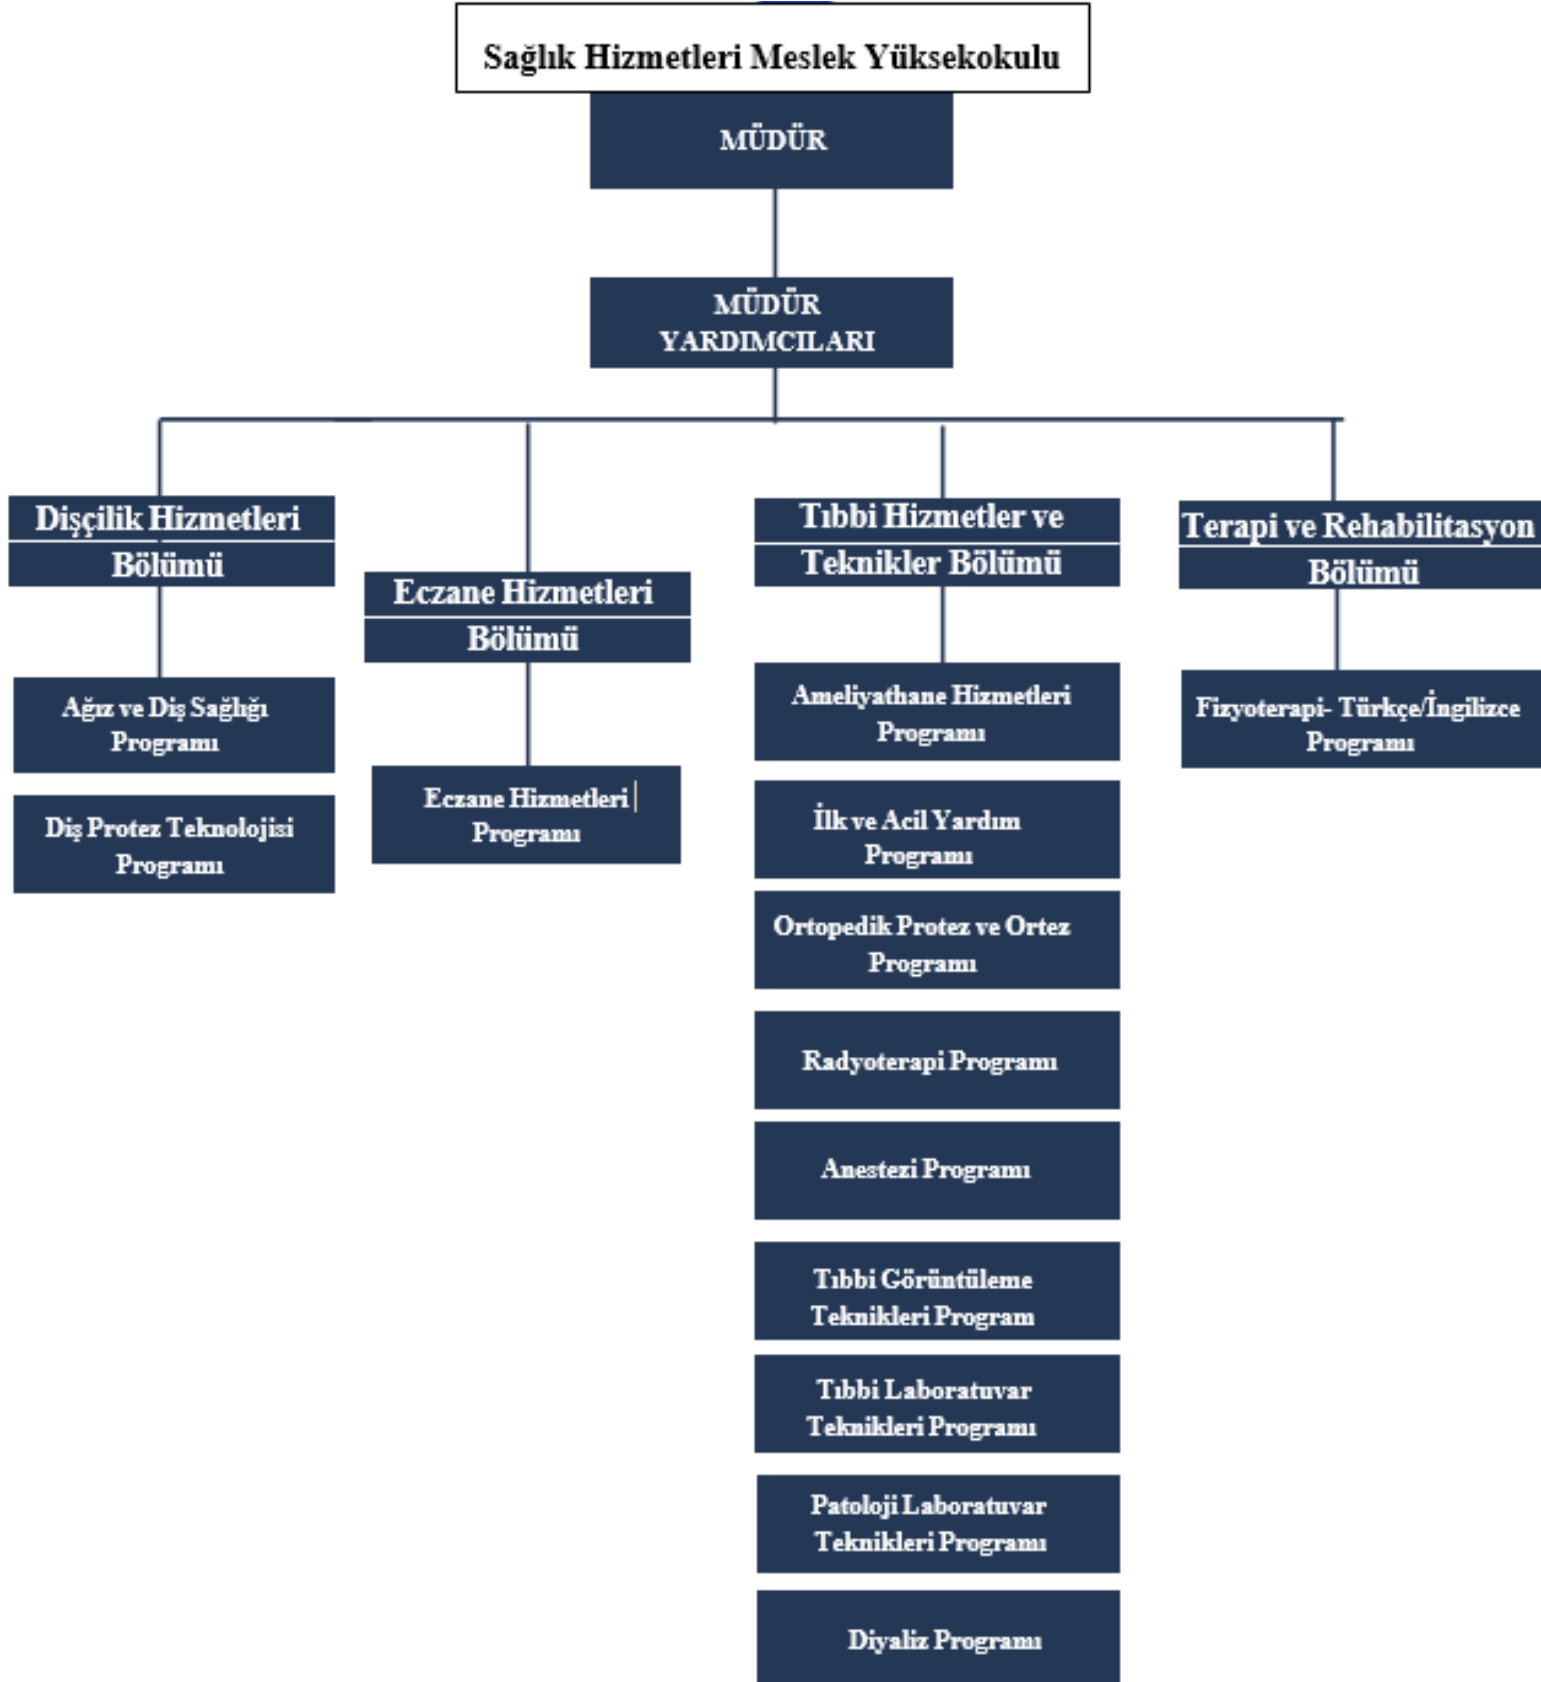 Sağlık Hizmetleri Meslek Yüksekokulu
MÜDÜR
MÜDÜR
YARDIMCILARI
Dişçilik Hizmetleri
Bölümü
Ağız ve Diş Sağlığı
Programı
Diş Protez Teknolojisi
Programı
Eczane Hizmetleri
Bölümü
Eczane Hizmetleri
Programı
Tıbbi Hizmetler ve
Teknikler Bölümü
Ameliyathane Hizmetleri
Programı
İlk ve Acil Yardım
Programı
Ortopedik Protez ve Ortez
Programı
Radyoterapi Programı
Anestezi Programı
Tıbbi Görüntüleme
Teknikleri Program
Tıbbi Laboratuvar
Teknikleri Programı
Patoloji Laboratuvar
Teknikleri Programı
Diyaliz Programı
Terapi ve Rehabilitasyon
Bölümü
Fizyoterapi- Türkçe/İngilizce
Programı